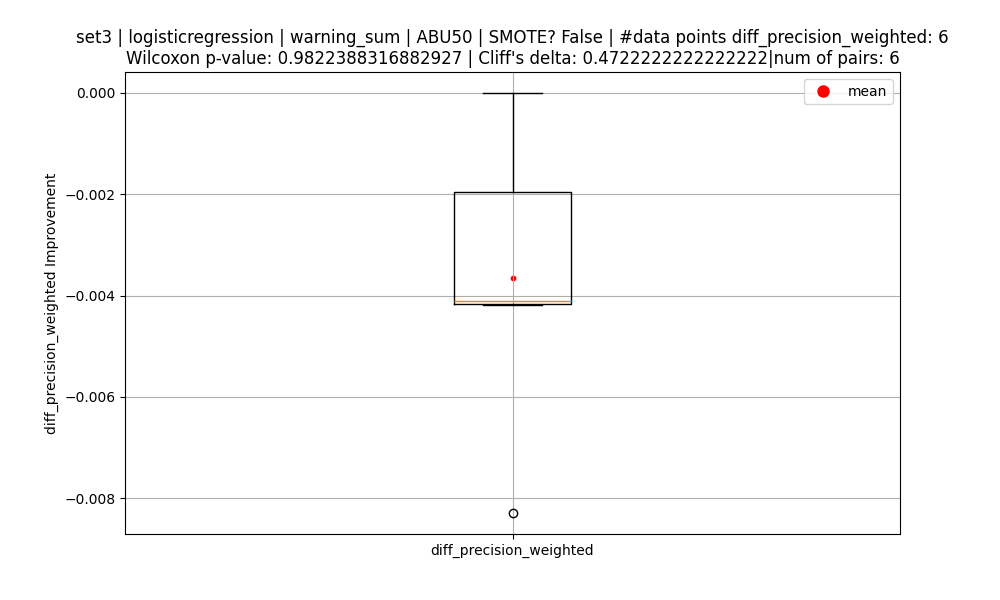 set3 | logisticregression | warning_sum | ABU50 | SMOTE? False | #data points diff_precision_weighted: 6
Wilcoxon p-value: 0.9822388316882927 | Cliff's delta: 0.4722222222222222|num of pairs: 6
mean
0.000
−0.002
−0.004
−0.006
−0.008
diff_precision_weighted Improvement
diff_precision_weighted